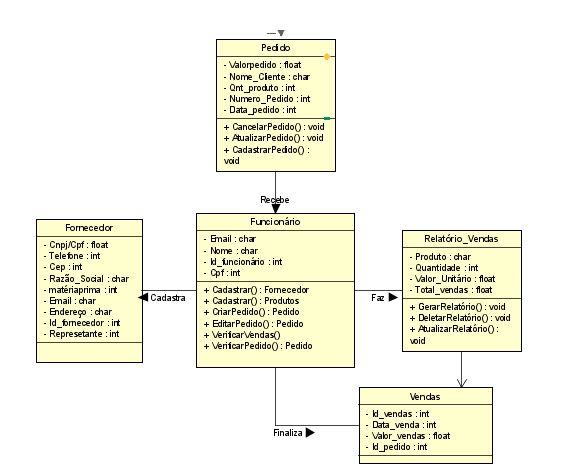 Pedido
- Valorpedido : float
- Nome_Cliente : char
- Qnt_produto : int
- Numero_Pedido : int
- Data_pedido : int
+ CancelarPedido() : void
+ AtualizarPedido() : void
+ CadastrarPedido() :
void
Recebe
Fornecedor
- Cnpj/Cpf : float
- Telefone : int
- Cep : int
- Razão_Social : char
- matériaprima : int
- Email : char
- Endereço : char
- Id_fornecedor : int
- Represetante : int
Cadastra
Funcionário
- Email : char
- Nome : char
- Id_funcionário : int
- Cpf : int
+ Cadastrar() : Fornecedor
+ Cadastrar() : Produtos
+ CriarPedido() : Pedido
+ EditarPedido() : Pedido
+ VerificarVendas()
+ VerificarPedido() : Pedido
Faz
Relatório_Vendas
- Produto : char
- Quantidade : int
- Valor_Unitário : float
- Total_vendas : float
+ GerarRelatório() : void
+ DeletarRelatório() : void
+ AtualizarRelatório() :
void
Finaliza
Vendas
- Id_vendas : int
- Data_venda : int
- Valor_vendas : float
- Id_pedido : int